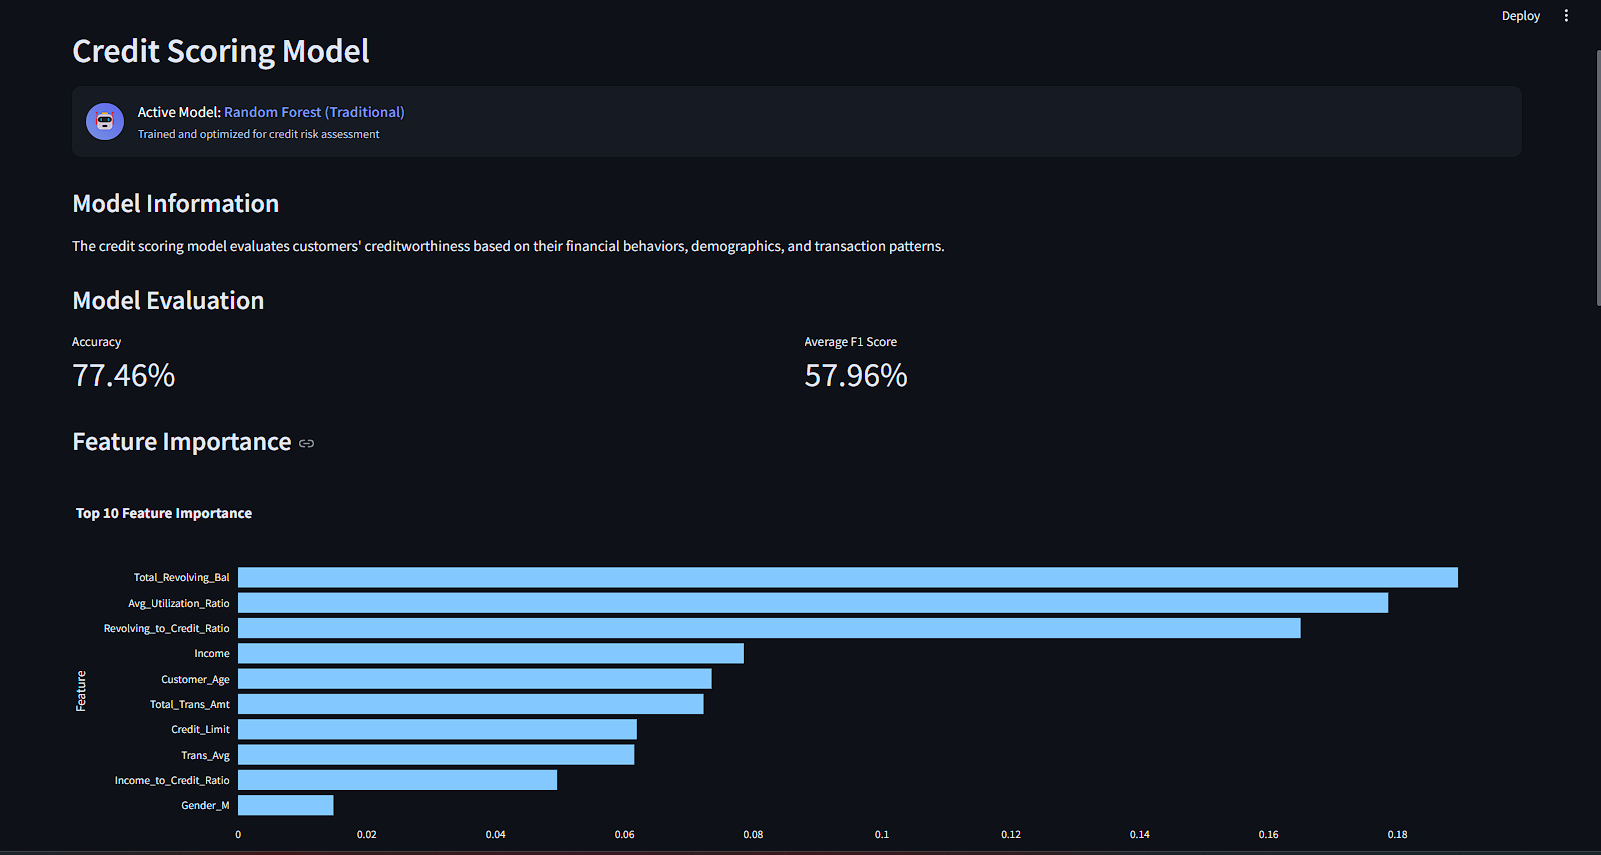 Deploy
Credit Scoring Model
Active Model: Random Forest (Traditional)
Trained and optimized for credit risk assessment
Model Information
The credit scoring model evaluates customers' creditworthiness based on their financial behaviors, demographics, and transaction patterns.
Model Evaluation
Accuracy
77.46%
Average F1 Score
57.96%
Feature Importance
Top 10 Feature Importance
Feature
Total_Revolving_Bal
Avg_Utilization_Ratio
Revolving_to_Credit_Ratio
Income
Customer_Age
Total_Trans_Amt
Credit_Limit
Trans_Avg
Income_to_Credit_Ratio
Gender_M
0 0.02 0.04 0.06 0.08 0.1 0.12 0.14 0.16 0.18